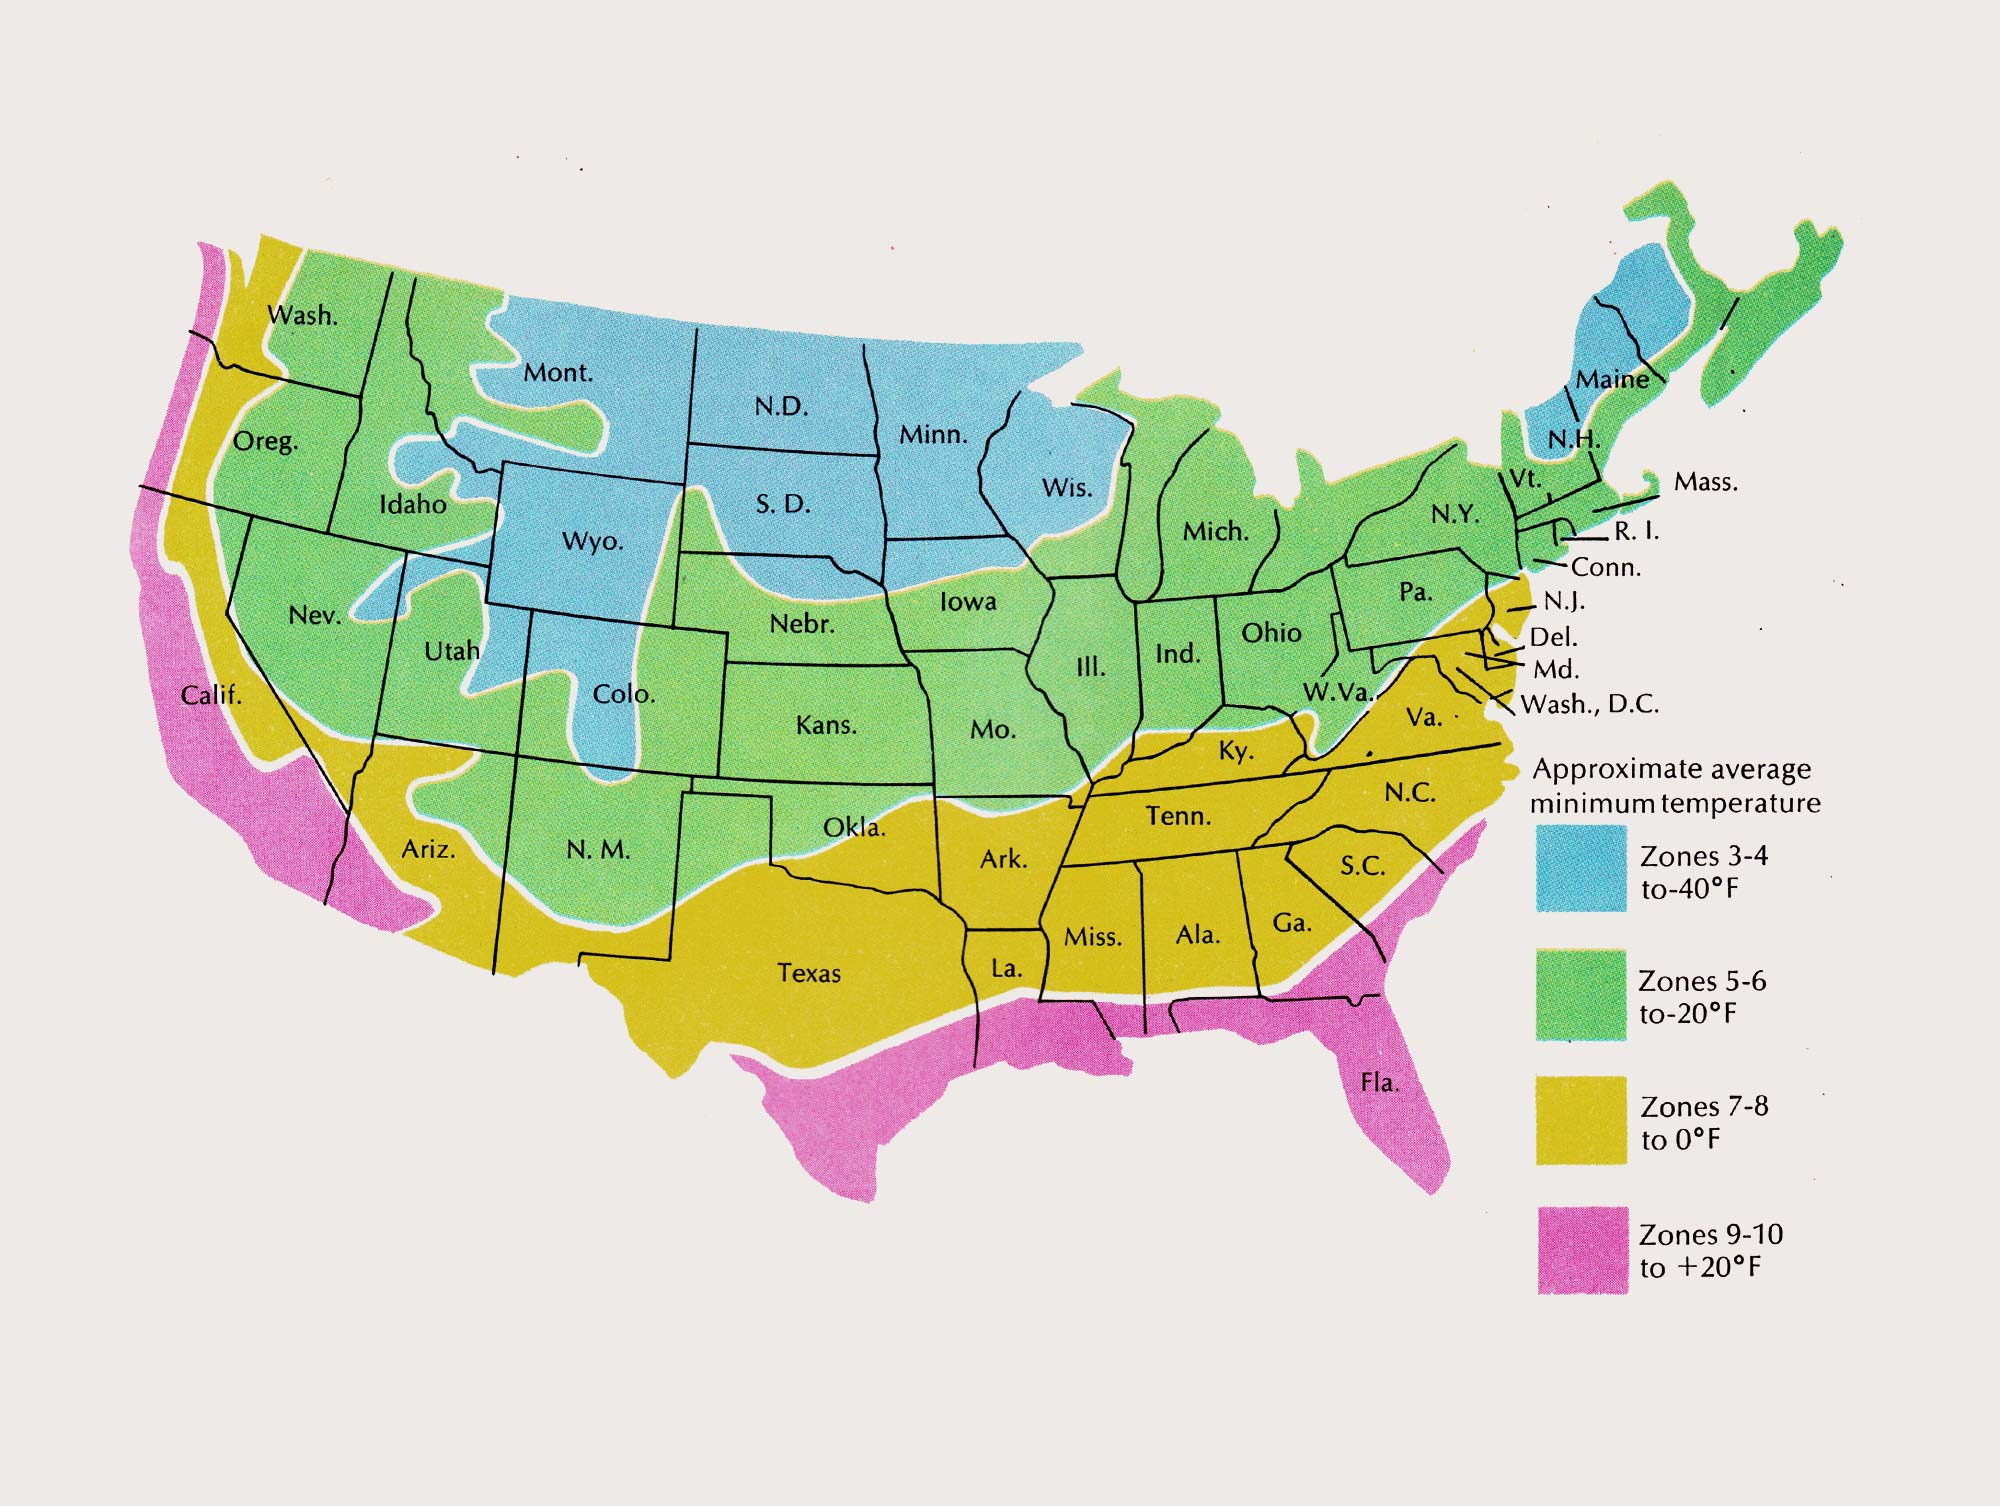 Wash.
Mont.
N.D.
Minn.
Maine
N.H.
Oreg.
Idaho
S. D.
Wis.
Vt.
Mass.
N.Y.
R. I.
Wyo.
Mich.
Conn.
Nev.
Utah
Nebr.
Iowa
Pa.
N.J.
Ohio
Del.
Ill.
Ind.
Md.
Calif.
Colo.
W.Va.
Wash., D.C.
Kans.
Mo.
Ky.
Va.
Ariz.
N. M.
Okla.
Ark.
Tenn.
N.C.
S.C.
Texas
La.
Miss.
Ala.
Ga.
Fla.
Approximate average
minimum temperature
Zones 3-4
to-40°F
Zones 5-6
to-20°F
Zones 7-8
to 0°F
Zones 9-10
to +20°F